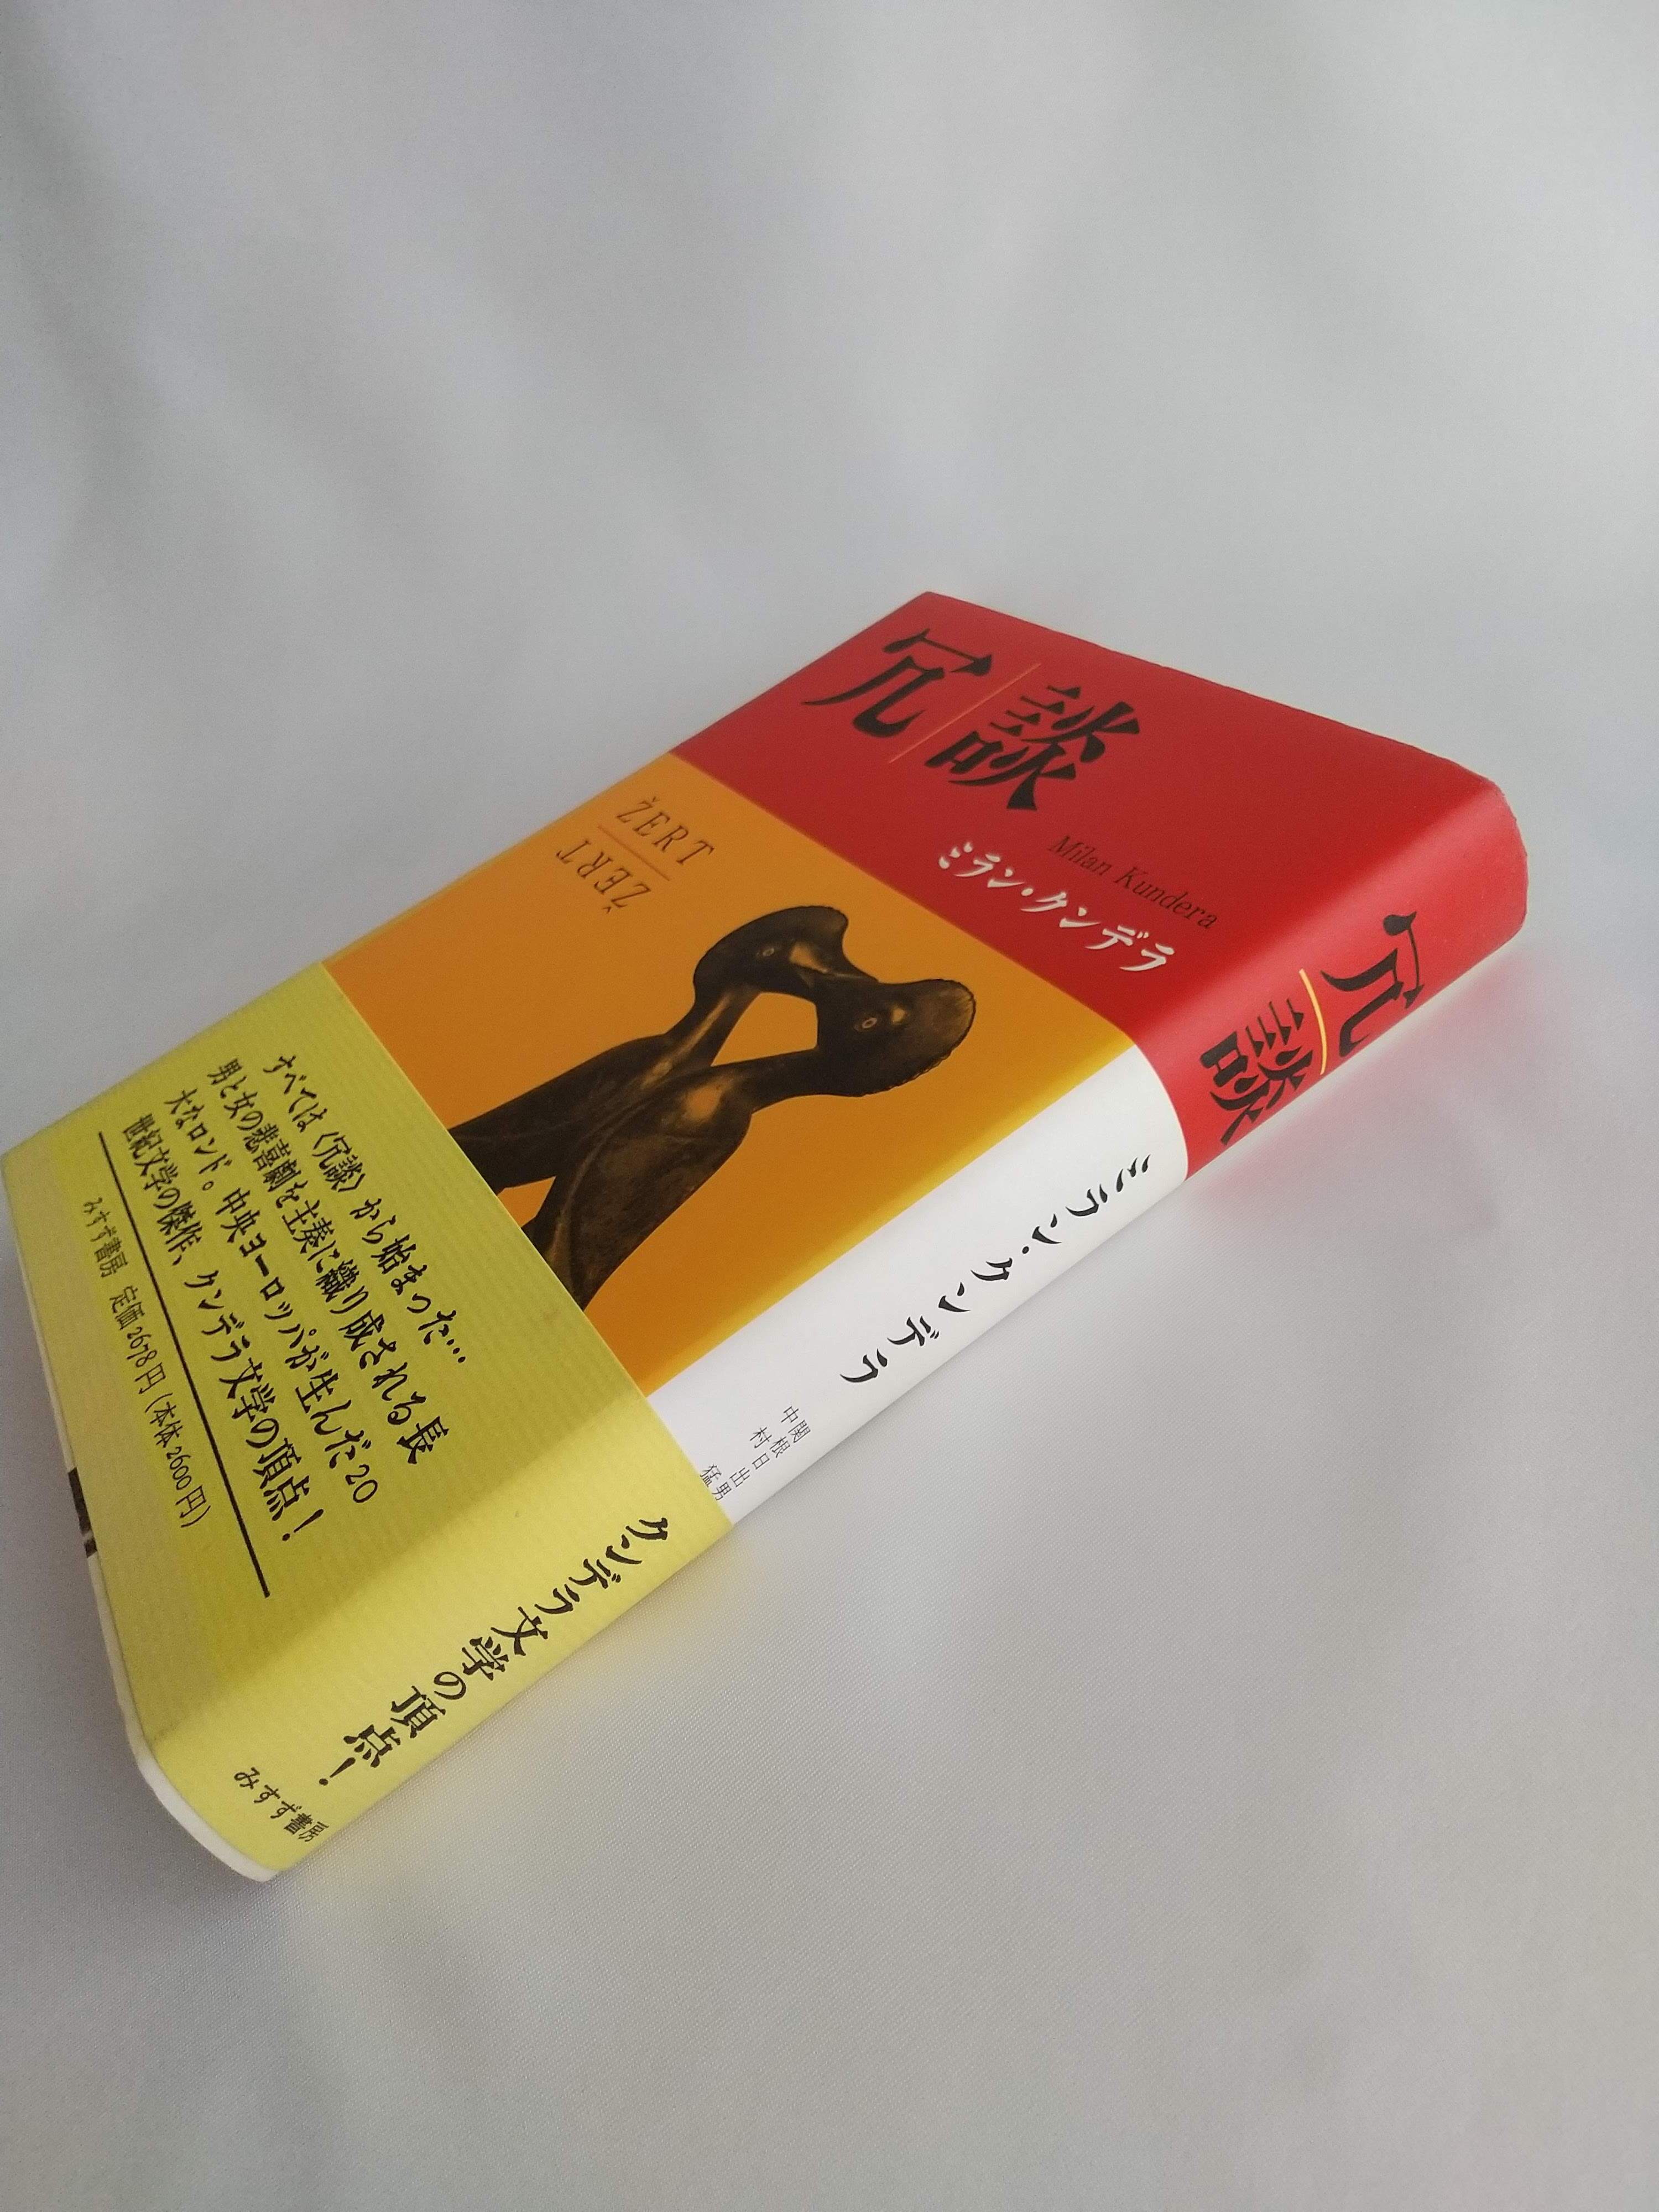 冗談
Milan Kundera
ミラン・クンデラ
ŽERT
ŽERT
すべては〈冗談〉から始まった…
男と女の悲喜劇を主奏に織り成される長
大なロンド。中央ヨーロッパが生んだ20
世紀文学の傑作、クンデラ文学の頂点!
みすず書房 定価2678円(本体2600円)
冗談
ミラン・クンデラ
関根日出男
中村猛
クンデラ文学の頂点!
みすず書房